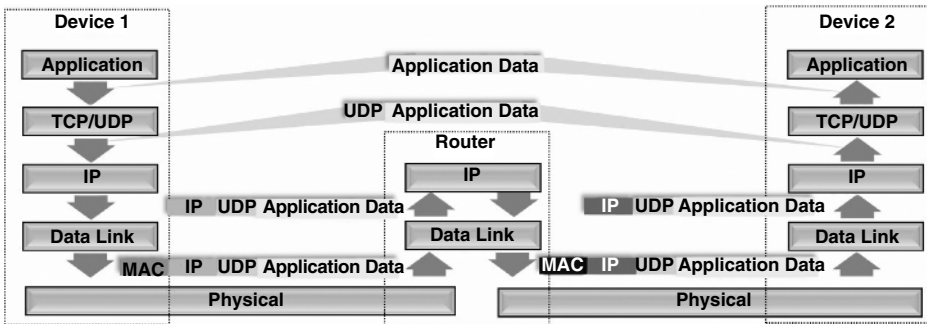 Device 1
Device 2
Application
Application Data
Application
TCP/UDP
UDP Application Data
TCP/UDP
Router
IP
IP
IP
IP UDP Application Data
IP UDP Application Data
Data Link
Data Link
Data Link
MAC IP UDP Application Data
MAC IP UDP Application Data
Physical
Physical